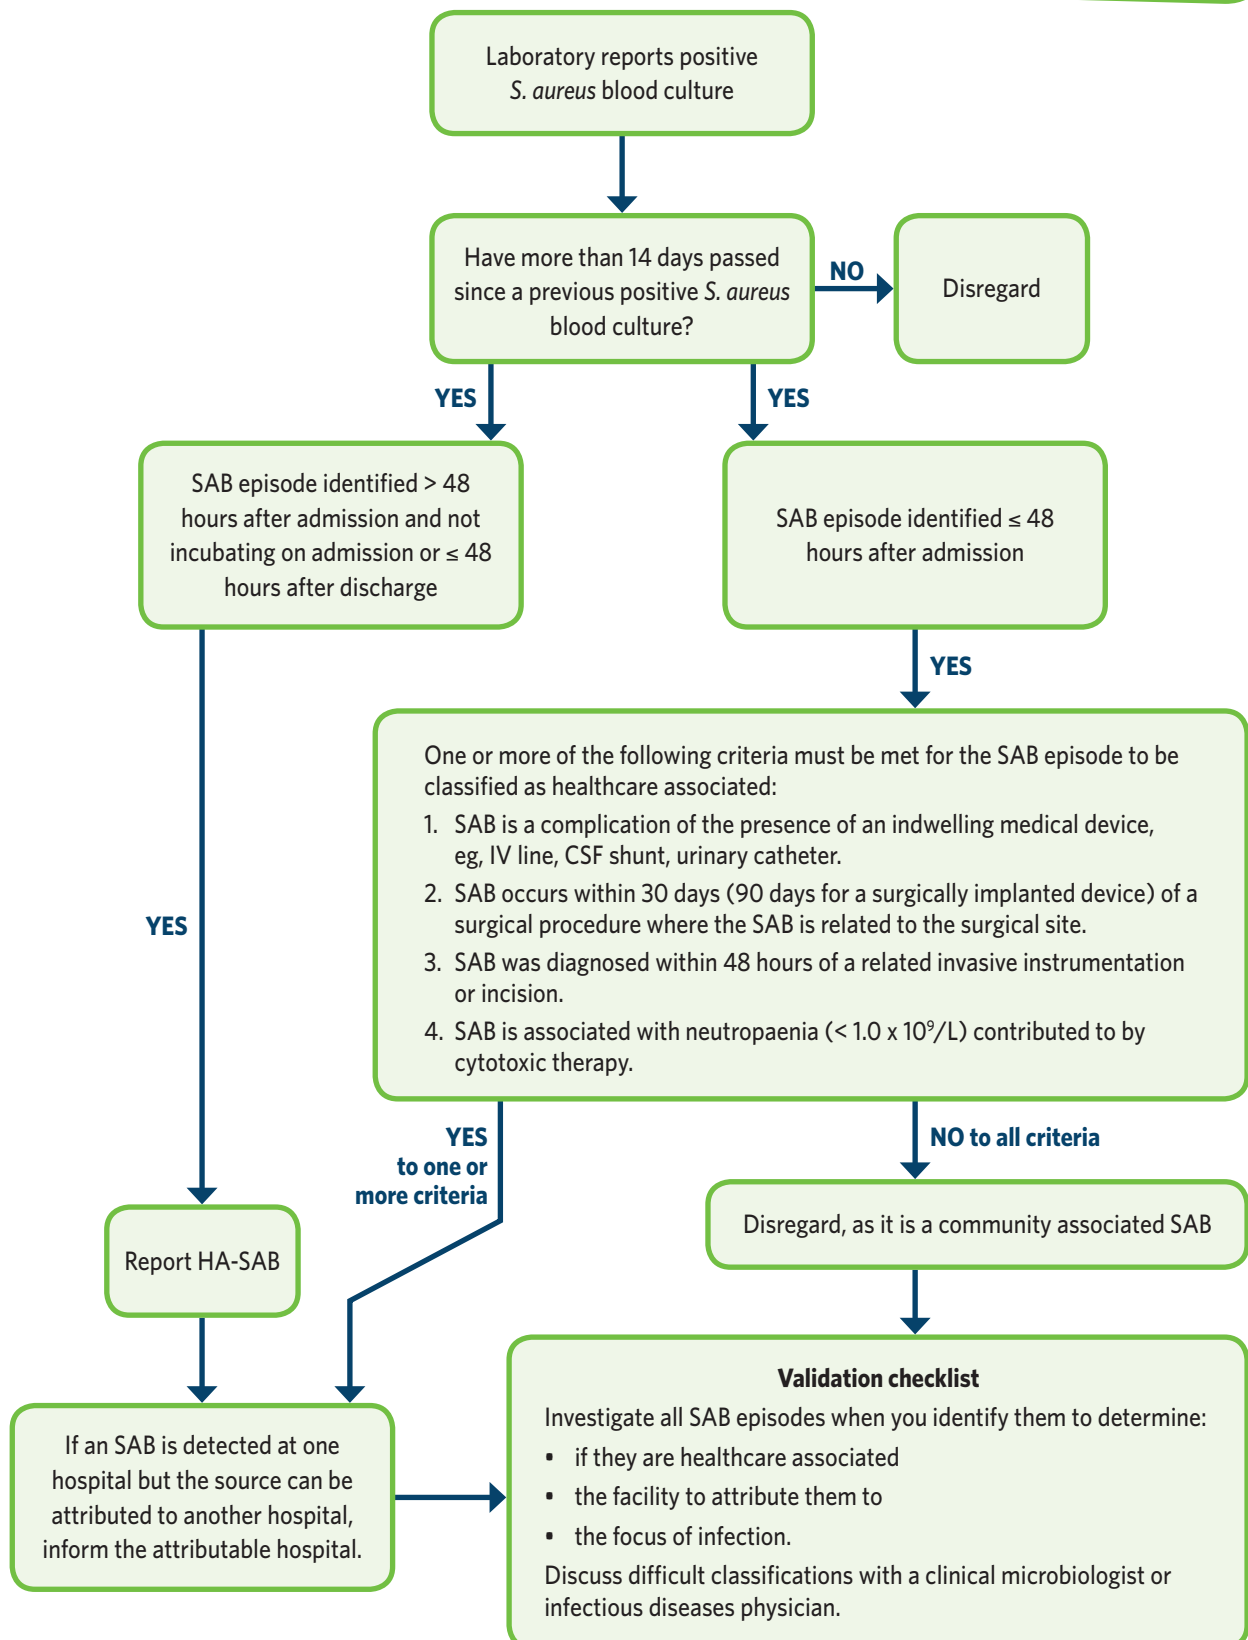 Laboratory reports positive
S. aureus blood culture
Have more than 14 days passed
since a previous positive S. aureus
blood culture?
NO
Disregard
YES
YES
SAB episode identified > 48
hours after admission and not
incubating on admission or ≤ 48
hours after discharge
SAB episode identified ≤ 48
hours after admission
YES
One or more of the following criteria must be met for the SAB episode to be
classified as healthcare associated:
1. SAB is a complication of the presence of an indwelling medical device,
eg, IV line, CSF shunt, urinary catheter.
2. SAB occurs within 30 days (90 days for a surgically implanted device) of a
surgical procedure where the SAB is related to the surgical site.
3. SAB was diagnosed within 48 hours of a related invasive instrumentation
or incision.
4. SAB is associated with neutropaenia (< 1.0 x 10⁹/L) contributed to by
cytotoxic therapy.
YES
YES
to one or
more criteria
NO to all criteria
Report HA-SAB
Disregard, as it is a community associated SAB
If an SAB is detected at one
hospital but the source can be
attributed to another hospital,
inform the attributable hospital.
Validation checklist
Investigate all SAB episodes when you identify them to determine:
• if they are healthcare associated
• the facility to attribute them to
• the focus of infection.
Discuss difficult classifications with a clinical microbiologist or
infectious diseases physician.